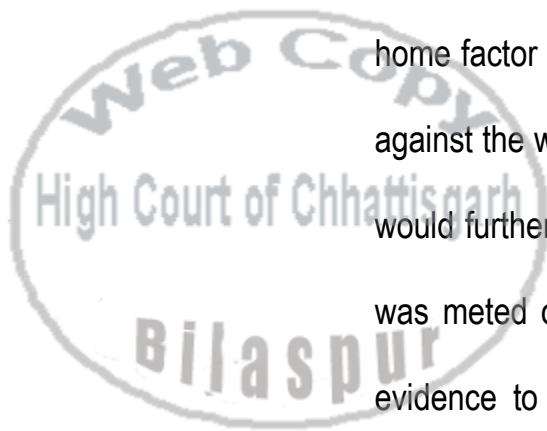 Web Copy
home factor
against the w
High Court of Chhattisgarh
would further
was meted
Bilaspur
evidence to